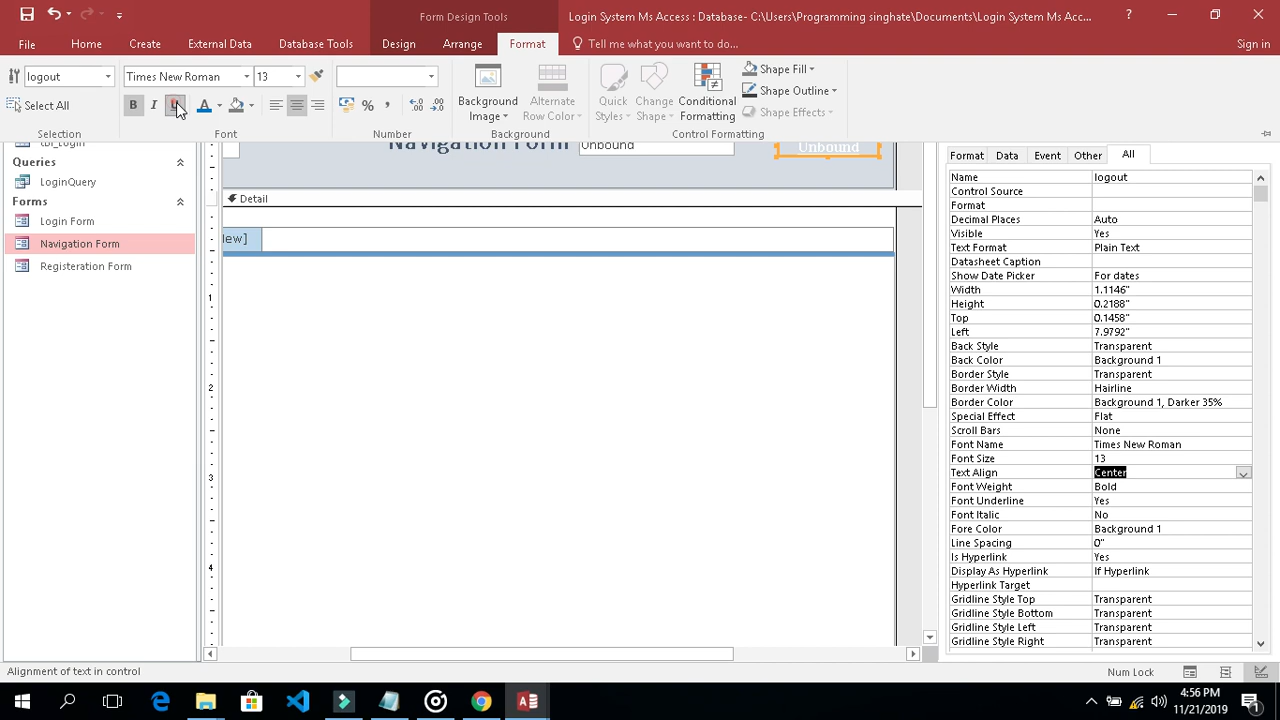 Form Design Tools
Login System Ms Access : Database- C:\Users\Programming singhate\Documents\Login System Ms Acc...
?
File
Home
Create
External Data
Database Tools
Design
Arrange
Format
Tell me what you want to do...
Sign in
logout
Times New Roman
13
Shape Fill
Select All
B
I
U
A
%
Background
Image
Alternate
Row Color
Quick
Styles
Change
Shape
Conditional
Formatting
Shape Outline
Shape Effects
Selection
Font
Number
Background
Control Formatting
tbl_Login
Queries
LoginQuery
Forms
Login Form
Navigation Form
Registeration Form
Navigation Form
Unbound
Unbound
Detail
1
2
3
4
Format
Data
Event
Other
All
Name logout
Control Source
Format
Decimal Places Auto
Visible Yes
Text Format Plain Text
Datasheet Caption
Show Date Picker For dates
Width 1.1146"
Height 0.2188"
Top 0.1458"
Left 7.9792"
Back Style Transparent
Back Color Background 1
Border Style Transparent
Border Width Hairline
Border Color Background 1, Darker 35%
Special Effect Flat
Scroll Bars None
Font Name Times New Roman
Font Size 13
Text Align Center
Font Weight Bold
Font Underline Yes
Font Italic No
Fore Color Background 1
Line Spacing 0"
Is Hyperlink Yes
Display As Hyperlink If Hyperlink
Hyperlink Target
Gridline Style Top Transparent
Gridline Style Bottom Transparent
Gridline Style Left Transparent
Gridline Style Right Transparent
Alignment of text in control
Num Lock
4:56 PM
11/21/2019